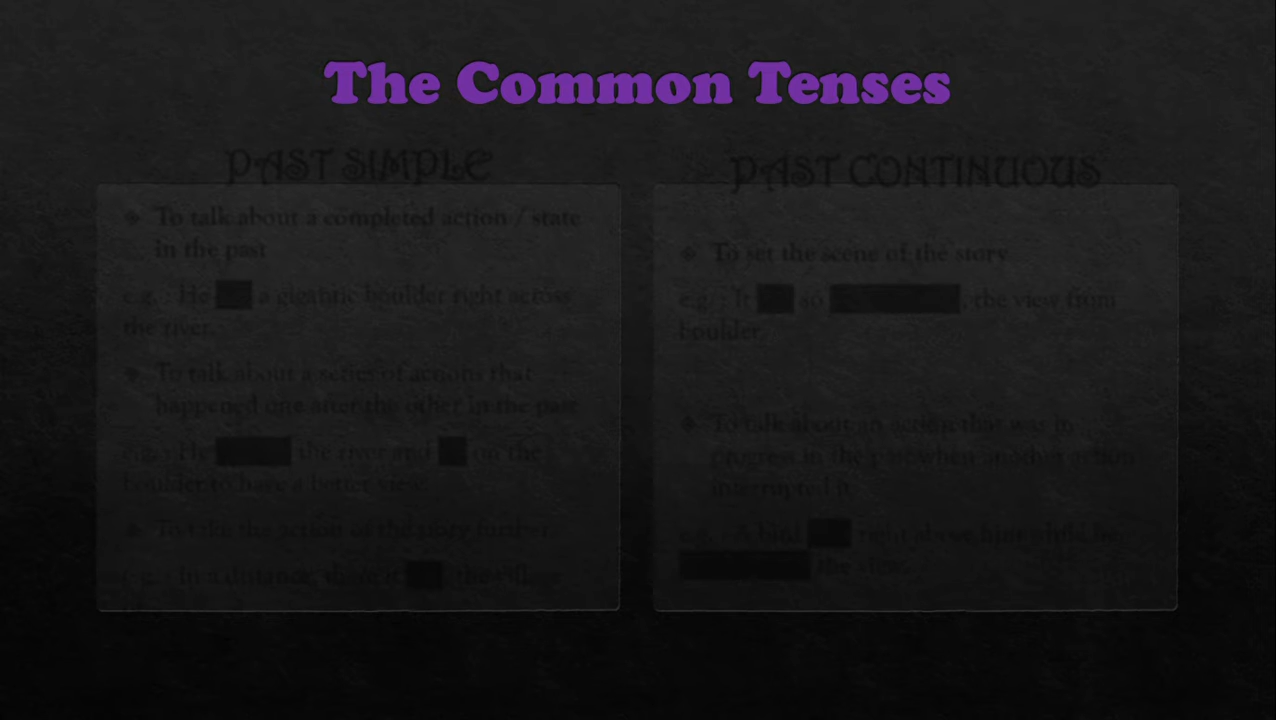 The Common Tenses
PAST SIMPLE
To talk about a completed action / state
in the past
e.g. : He a gigantic boulder right across
the river.
To talk about a series of actions that
happened one after the other in the past
e.g. : He the river and on the
boulder to have a better view.
To take the action of the story further.
e.g. : In a distance, there it , the
PAST CONTINUOUS
To set the scene of the story
e.g. : It so , the view from
boulder.
To talk about an action that was in
progress in the past when another action
interrupted it.
e.g. : A bird right above him while he
the view.